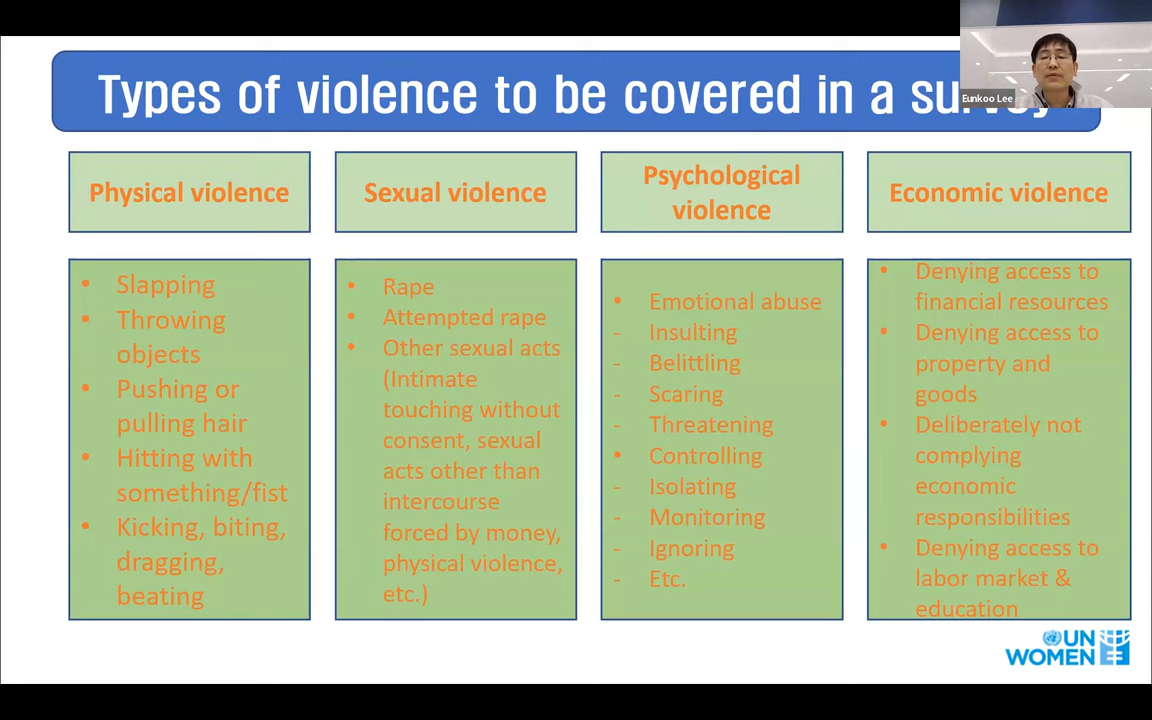 Types of violence to be covered in a survey
Eunkoo Lee
Physical violence
• Slapping
• Throwing
objects
• Pushing or
pulling hair
• Hitting with
something/fist
• Kicking, biting,
dragging,
beating
Sexual violence
• Rape
• Attempted rape
• Other sexual acts
(Intimate
touching without
consent, sexual
acts other than
intercourse
forced by money,
physical violence,
etc.)
Psychological
violence
• Emotional abuse
- Insulting
- Belittling
- Scaring
- Threatening
• Controlling
- Isolating
- Monitoring
- Ignoring
- Etc.
Economic violence
• Denying access to
financial resources
• Denying access to
property and
goods
• Deliberately not
complying
economic
responsibilities
• Denying access to
labor market &
education
UN
WOMEN